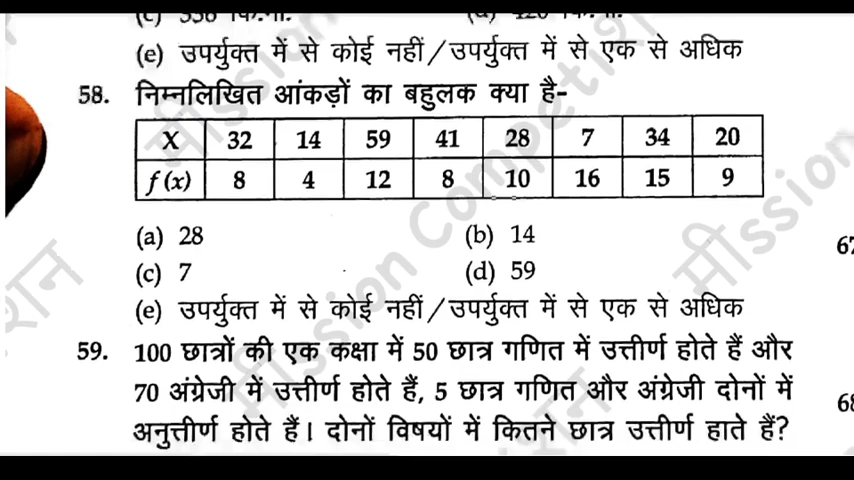 (e) उपर्युक्त में से कोई नहीं/उपर्युक्त में से एक से अधिक
58. निम्नलिखित आंकड़ों का बहुलक क्या है-
X 32 14 59 41 28 7 34 20
f(x) 8 4 12 8 10 16 15 9
(a) 28 (b) 14
(c) 7 (d) 59
(e) उपर्युक्त में से कोई नहीं/उपर्युक्त में से एक से अधिक
59. 100 छात्रों की एक कक्षा में 50 छात्र गणित में उत्तीर्ण होते हैं और
70 अंग्रेजी में उत्तीर्ण होते हैं, 5 छात्र गणित और अंग्रेजी दोनों में
अनुत्तीर्ण होते हैं। दोनों विषयों में कितने छात्र उत्तीर्ण हाते हैं?